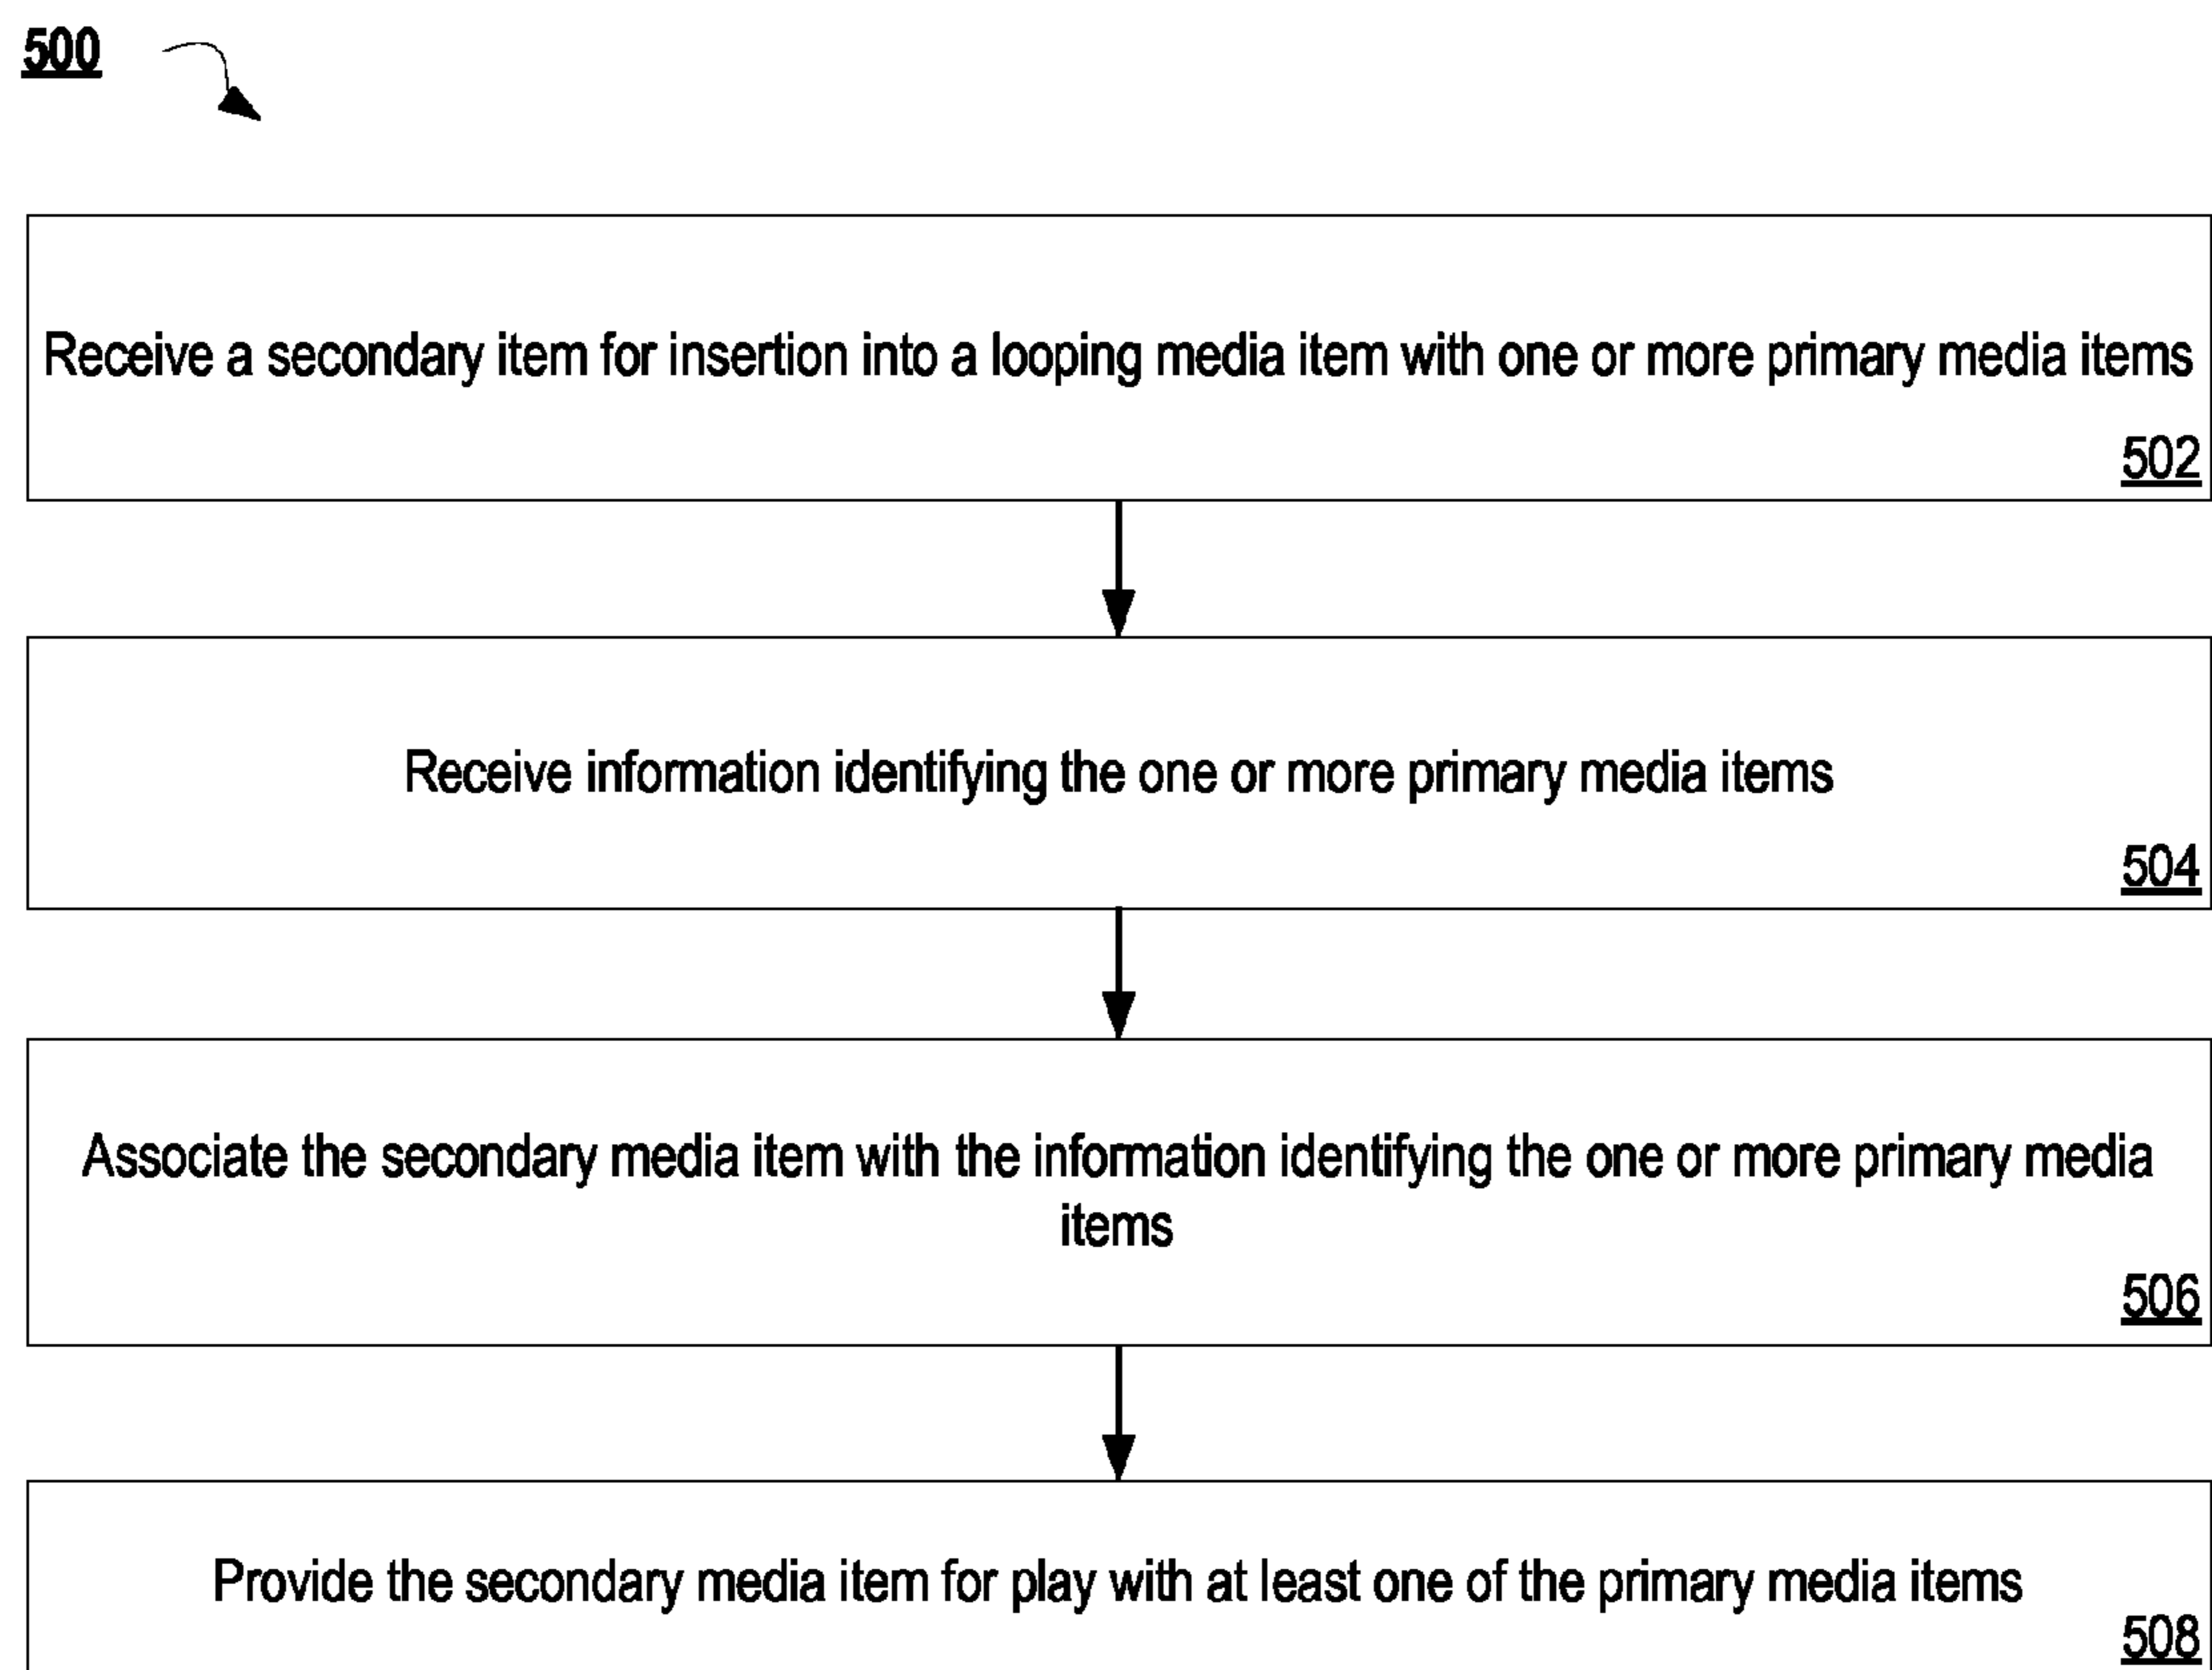 500
Receive a secondary item for insertion into a looping media item with one or more primary media items
502
Receive information identifying the one or more primary media items
504
Associate the secondary media item with the information identifying the one or more primary media
items
506
Provide the secondary media item for play with at least one of the primary media items
508